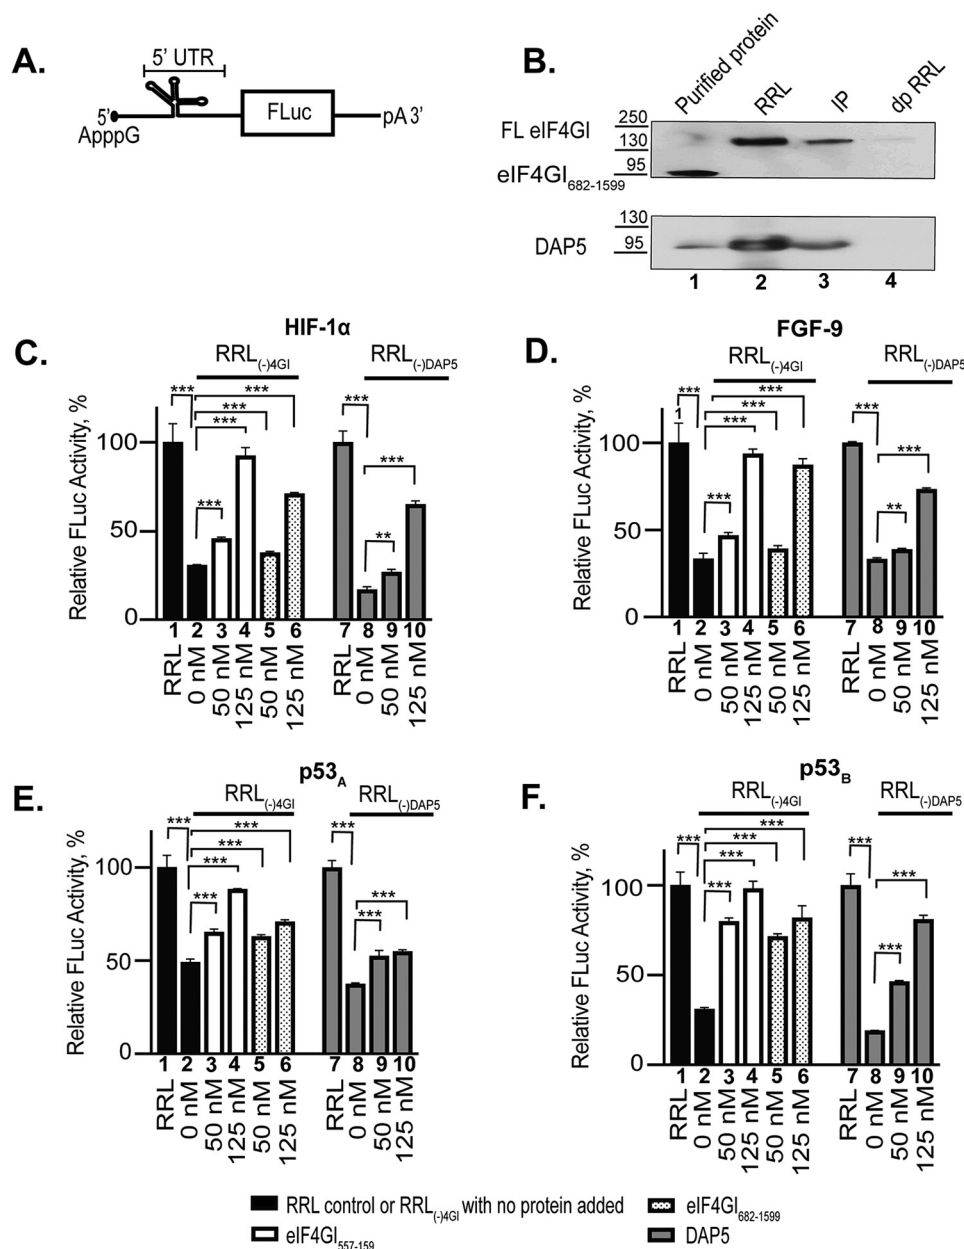 A.
5' UTR
5'
ApppG
FLuc
pA 3'
B.
Purified protein
RRL
IP
dp RRL
FL eIF4GI
250
130
eIF4GI682-1599
95
DAP5
130
95
1 2 3 4
HIF-1α
C.
RRL(-)4GI
RRL(-)DAP5
Relative FLuc Activity, %
100
50
0
*** *** *** *** *** *** ** ***
1 2 3 4 5 6 7 8 9 10
RRL 0 nM 50 nM 125 nM 50 nM 125 nM RRL 0 nM 50 nM 125 nM
FGF-9
D.
RRL(-)4GI
RRL(-)DAP5
Relative FLuc Activity, %
100
50
0
*** *** *** *** *** *** ** ***
1
1 2 3 4 5 6 7 8 9 10
RRL 0 nM 50 nM 125 nM 50 nM 125 nM RRL 0 nM 50 nM 125 nM
p53A
E.
RRL(-)4GI
RRL(-)DAP5
Relative FLuc Activity, %
100
50
0
*** *** *** *** *** *** *** ***
1 2 3 4 5 6 7 8 9 10
RRL 0 nM 50 nM 125 nM 50 nM 125 nM RRL 0 nM 50 nM 125 nM
p53B
F.
RRL(-)4GI
RRL(-)DAP5
Relative FLuc Activity, %
100
50
0
*** *** *** *** *** *** *** ***
1 2 3 4 5 6 7 8 9 10
RRL 0 nM 50 nM 125 nM 50 nM 125 nM RRL 0 nM 50 nM 125 nM
RRL control or RRL(-)4GI with no protein added
eIF4GI682-1599
eIF4GI557-159
DAP5